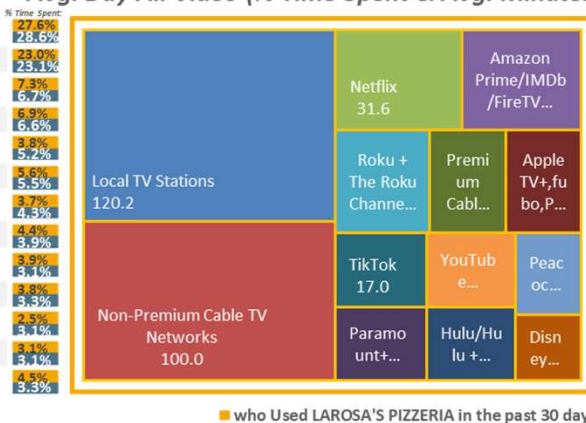 % Time Spent:
27.6%
28.6%
23.0%
23.1%
7.3%
6.7%
6.9%
6.6%
3.8%
5.2%
5.6%
5.5%
3.7%
4.3%
4.4%
3.9%
3.9%
3.1%
3.8%
3.3%
2.5%
3.1%
3.1%
3.1%
4.5%
3.3%
Local TV Stations
120.2
Non-Premium Cable TV
Networks
100.0
Netflix
31.6
Amazon
Prime/IMDb
/FireTV...
Roku +
The Roku
Channe...
Premi
um
Cabl...
Apple
TV+,fu
bo,P...
TikTok
17.0
YouTub
e...
Peac
oc...
Paramo
unt+...
Hulu/Hu
lu +...
Disn
ey...
who Used LAROSA'S PIZZERIA in the past 30 day